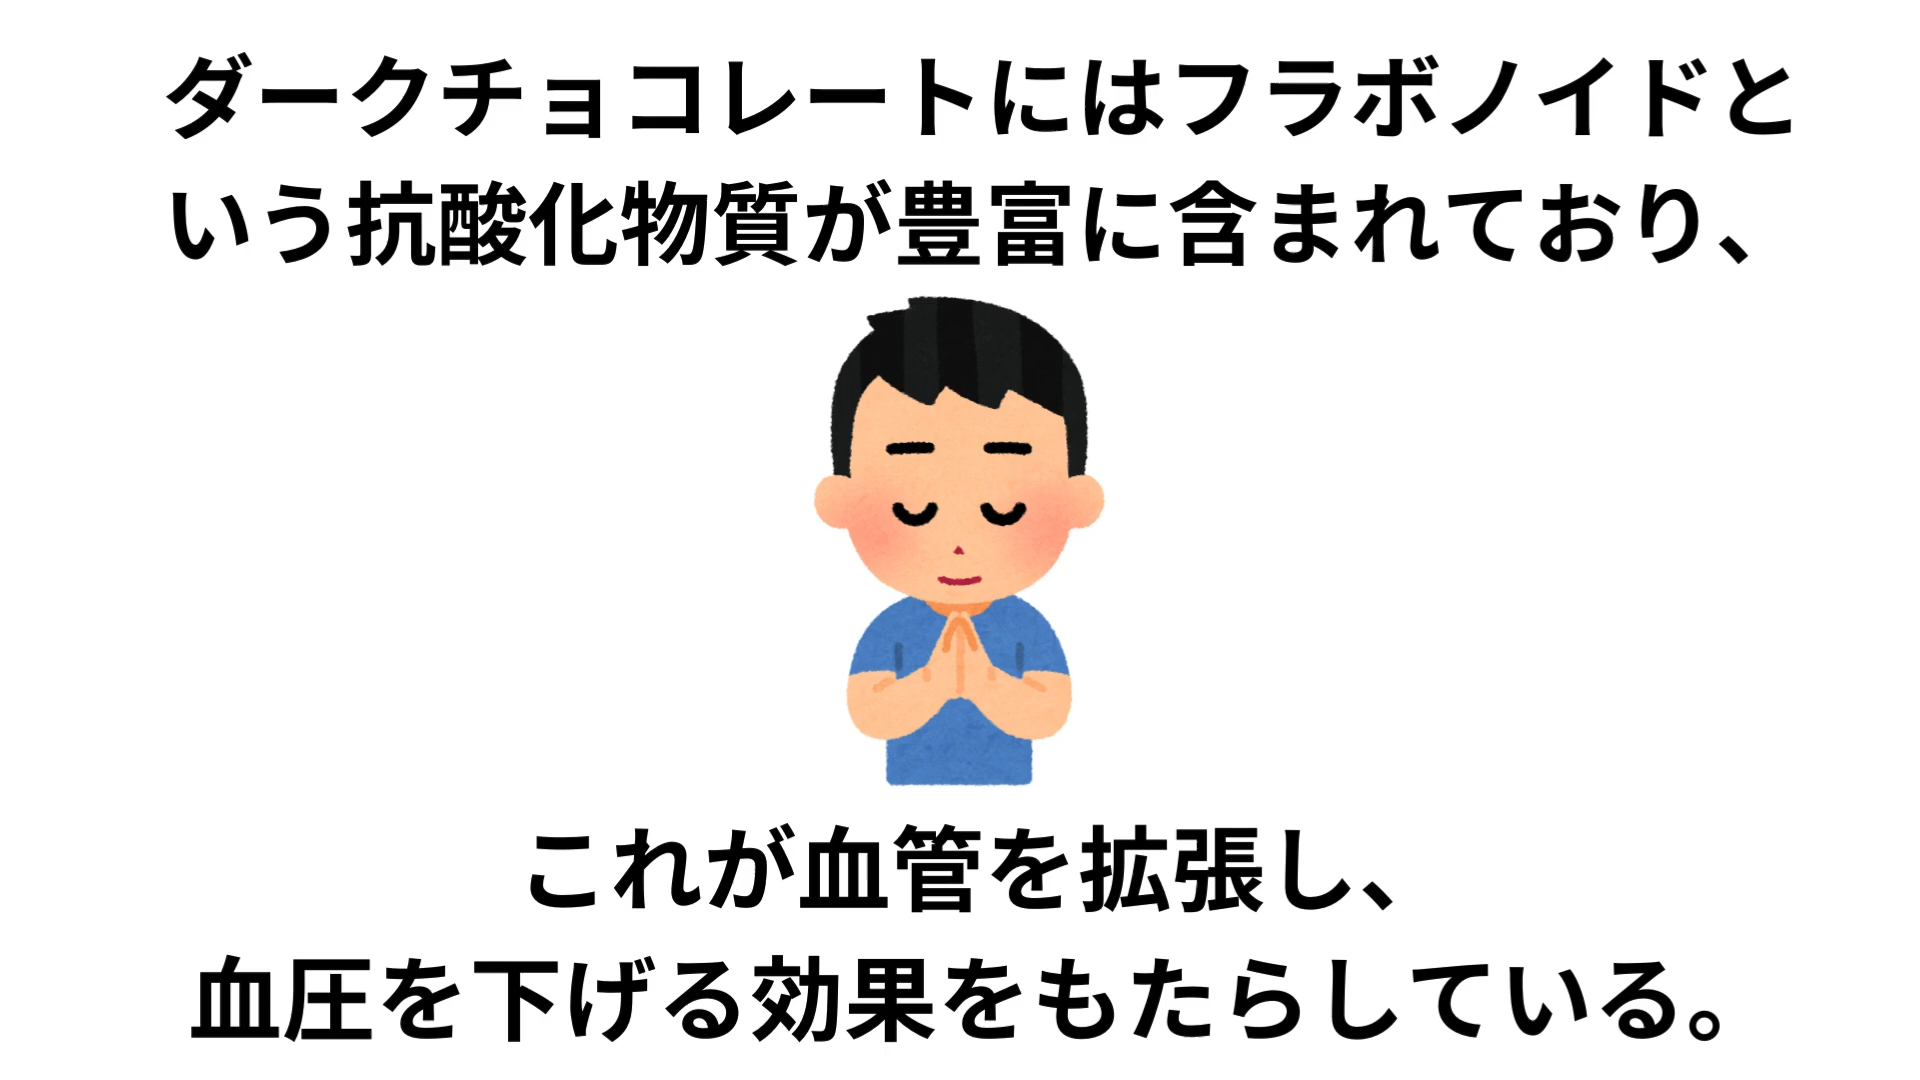 ダークチョコレートにはフラボノイドと
いう抗酸化物質が豊富に含まれており、
これが血管を拡張し、
血圧を下げる効果をもたらしている。